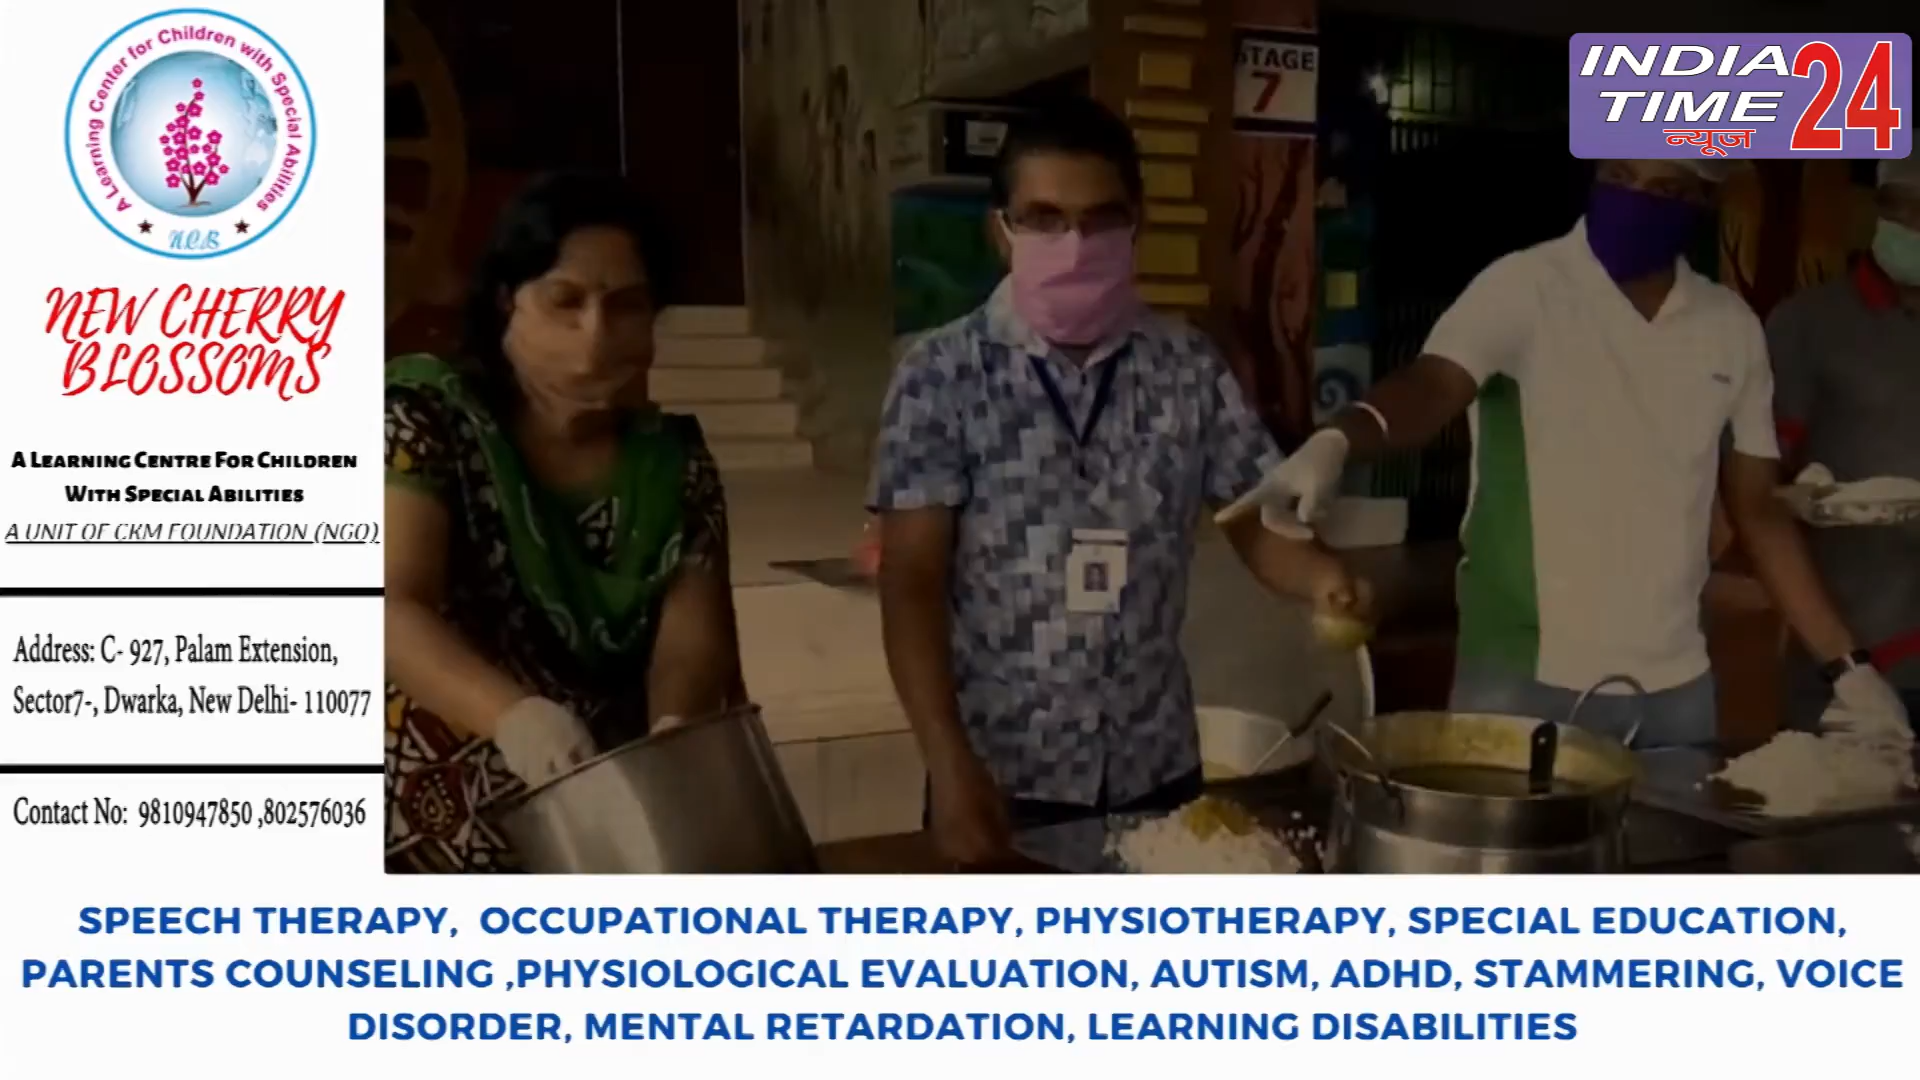 A Learning Center for Children with Special Abilities
N.C.B
NEW CHERRY
BLOSSOMS
A LEARNING CENTRE FOR CHILDREN
WITH SPECIAL ABILITIES
A UNIT OF CKM FOUNDATION (NGO)
Address: C- 927, Palam Extension,
Sector7-, Dwarka, New Delhi- 110077
Contact No: 9810947850 ,802576036
STAGE
7
INDIA
TIME 24
न्यूज
SPEECH THERAPY, OCCUPATIONAL THERAPY, PHYSIOTHERAPY, SPECIAL EDUCATION,
PARENTS COUNSELING ,PHYSIOLOGICAL EVALUATION, AUTISM, ADHD, STAMMERING, VOICE
DISORDER, MENTAL RETARDATION, LEARNING DISABILITIES